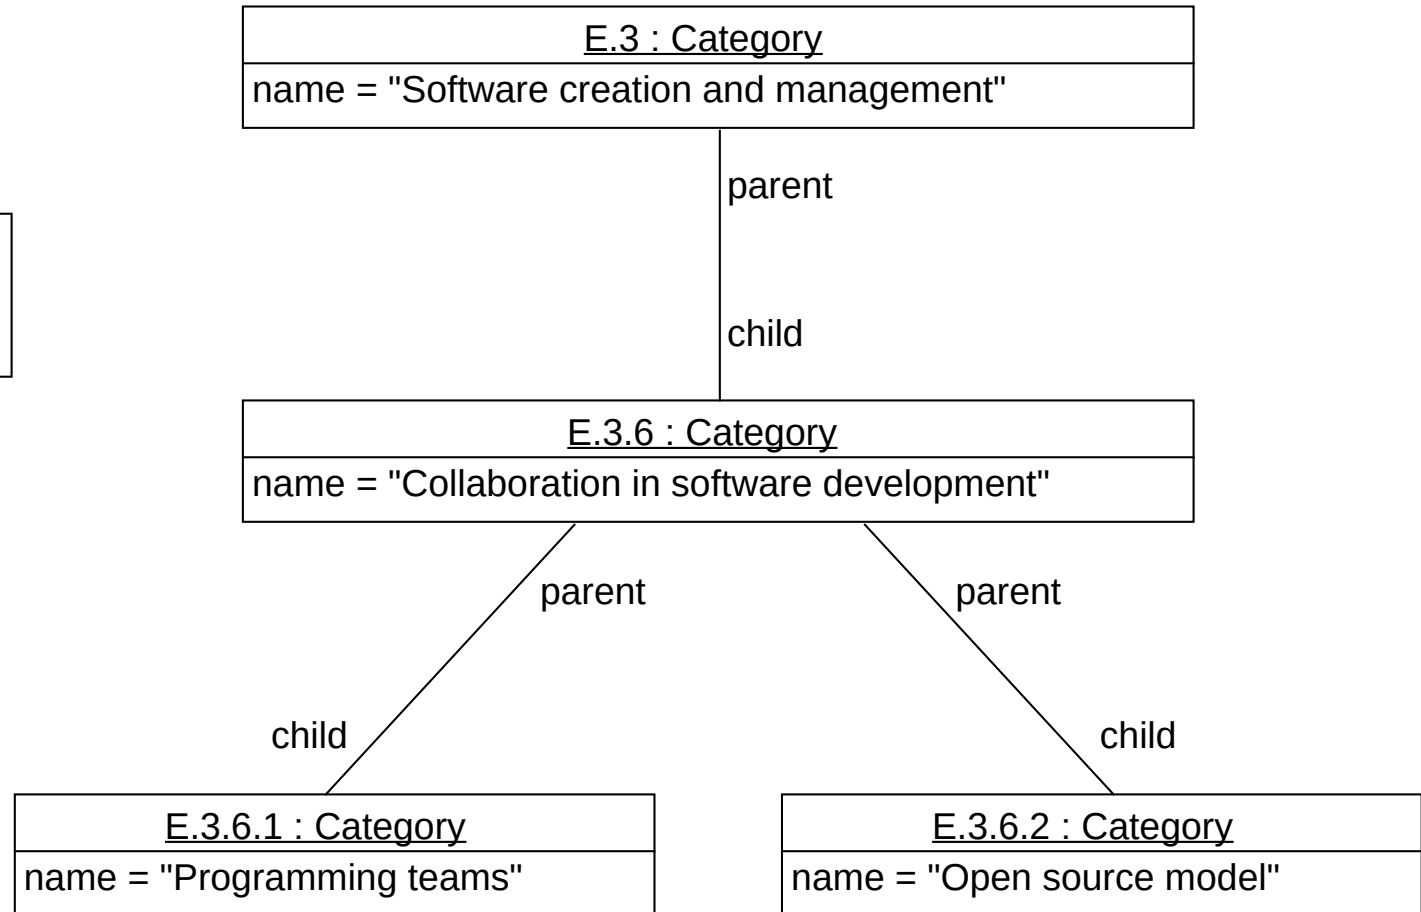 E.3 : Category
name = "Software creation and management"
parent
child
E.3.6 : Category
name = "Collaboration in software development"
parent
parent
child
child
E.3.6.1 : Category
name = "Programming teams"
E.3.6.2 : Category
name = "Open source model"